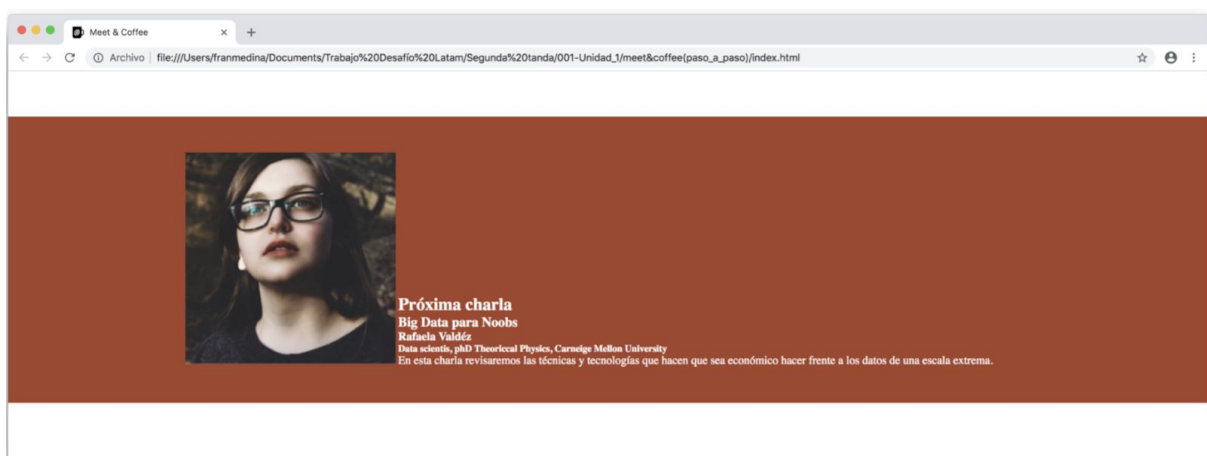 Meet & Coffee
Archivo file:///Users/franmedina/Documents/Trabajo%20Desafío%20Latam/Segunda%20tanda/001-Unidad_1/meet&coffee(paso_a_paso)/index.html
Próxima charla
Big Data para Noobs
Rafaela Valdéz
Data scientis, phD Theoriccal Physics, Carneige Mellon University
En esta charla revisaremos las técnicas y tecnologías que hacen que sea económico hacer frente a los datos de una escala extrema.